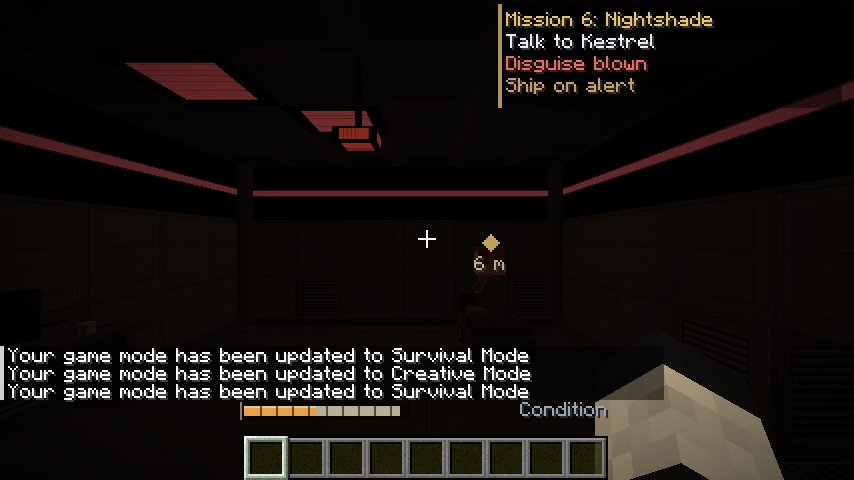 Mission 6: Nightshade
Talk to Kestrel
Disguise blown
Ship on alert
6 m
Your game mode has been updated to Survival Mode
Your game mode has been updated to Creative Mode
Your game mode has been updated to Survival Mode
Condition